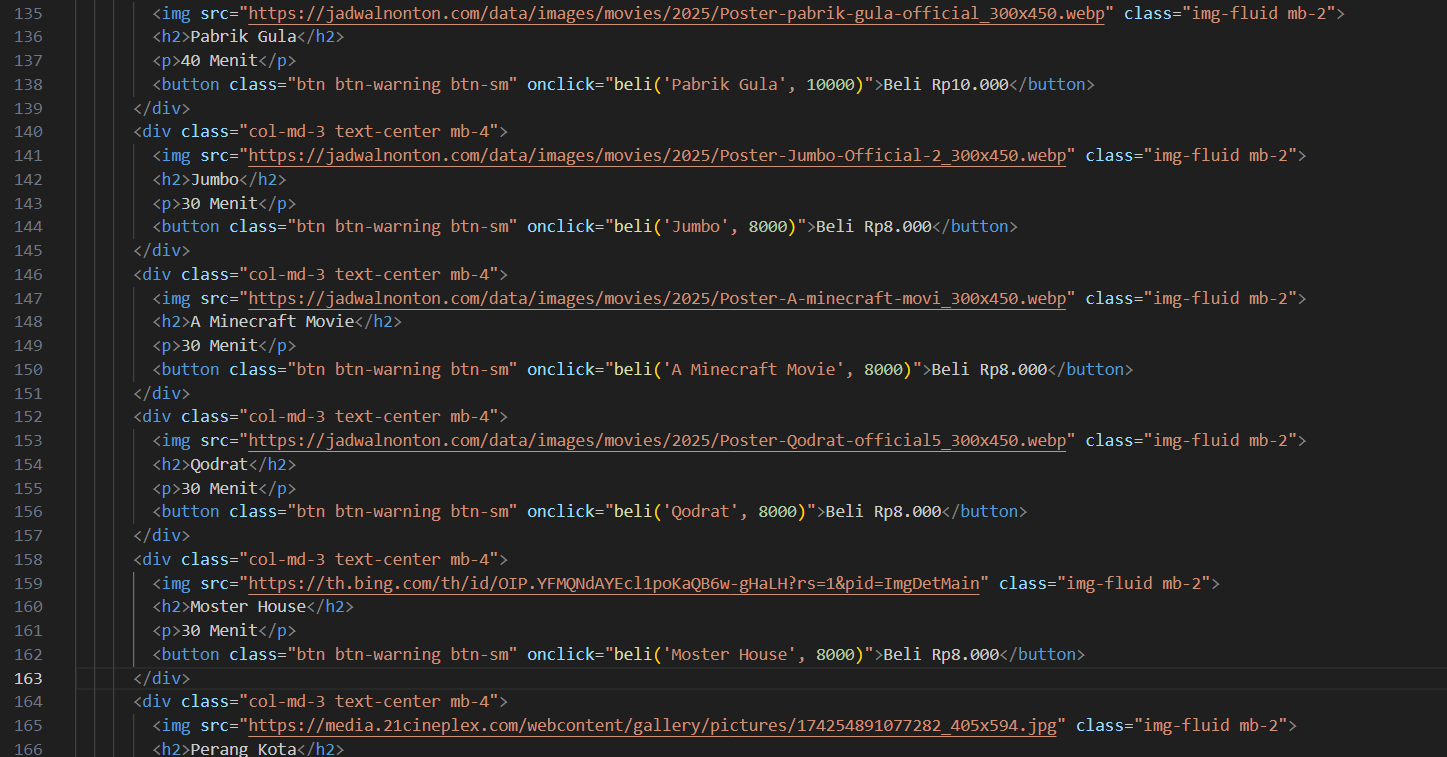 135 <img src="https://jadwalnonton.com/data/images/movies/2025/Poster-pabrik-gula-official_300x450.webp" class="img-fluid mb-2">
136 <h2>Pabrik Gula</h2>
137 <p>40 Menit</p>
138 <button class="btn btn-warning btn-sm" onclick="beli('Pabrik Gula', 10000)">Beli Rp10.000</button>
139 </div>
140 <div class="col-md-3 text-center mb-4">
141 <img src="https://jadwalnonton.com/data/images/movies/2025/Poster-Jumbo-Official-2_300x450.webp" class="img-fluid mb-2">
142 <h2>Jumbo</h2>
143 <p>30 Menit</p>
144 <button class="btn btn-warning btn-sm" onclick="beli('Jumbo', 8000)">Beli Rp8.000</button>
145 </div>
146 <div class="col-md-3 text-center mb-4">
147 <img src="https://jadwalnonton.com/data/images/movies/2025/Poster-A-minecraft-movi_300x450.webp" class="img-fluid mb-2">
148 <h2>A Minecraft Movie</h2>
149 <p>30 Menit</p>
150 <button class="btn btn-warning btn-sm" onclick="beli('A Minecraft Movie', 8000)">Beli Rp8.000</button>
151 </div>
152 <div class="col-md-3 text-center mb-4">
153 <img src="https://jadwalnonton.com/data/images/movies/2025/Poster-Qodrat-official5_300x450.webp" class="img-fluid mb-2">
154 <h2>Qodrat</h2>
155 <p>30 Menit</p>
156 <button class="btn btn-warning btn-sm" onclick="beli('Qodrat', 8000)">Beli Rp8.000</button>
157 </div>
158 <div class="col-md-3 text-center mb-4">
159 <img src="https://th.bing.com/th/id/OIP.YFMQNdAYEcl1poKaQB6w-gHaLH?rs=1&pid=ImgDetMain" class="img-fluid mb-2">
160 <h2>Moster House</h2>
161 <p>30 Menit</p>
162 <button class="btn btn-warning btn-sm" onclick="beli('Moster House', 8000)">Beli Rp8.000</button>
163 </div>
164 <div class="col-md-3 text-center mb-4">
165 <img src="https://media.21cineplex.com/webcontent/gallery/pictures/174254891077282_405x594.jpg" class="img-fluid mb-2">
166 <h2>Perang Kota</h2>